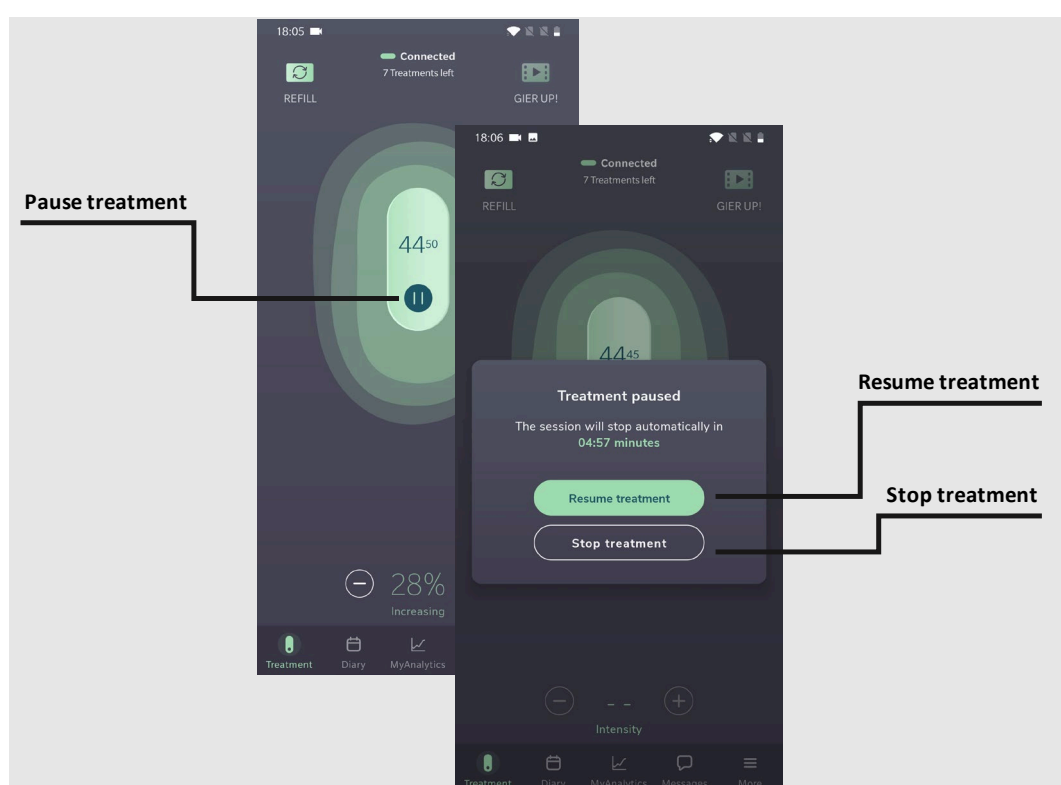 18:05
Connected
7 Treatments left
REFILL
GIER UP!
Pause treatment
44 50
28%
Increasing
Treatment
Diary
MyAnalytics
18:06
Connected
7 Treatments left
REFILL
GIER UP!
44 45
Treatment paused
The session will stop automatically in
04:57 minutes
Resume treatment
Stop treatment
Resume treatment
Stop treatment
- -
Intensity
Treatment
Diary
MyAnalytics
Messages
More